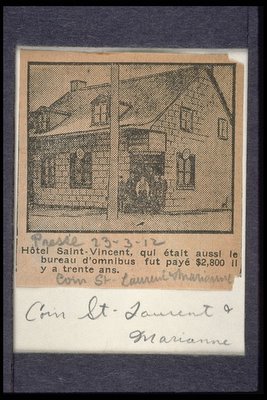 Presse 23-3-12
Hôtel Saint-Vincent, qui était aussi le
bureau d'omnibus fut payé $2,800 il
y a trente ans.
Coin St-Laurent & Marianne
Coin St-Laurent &
Marianne